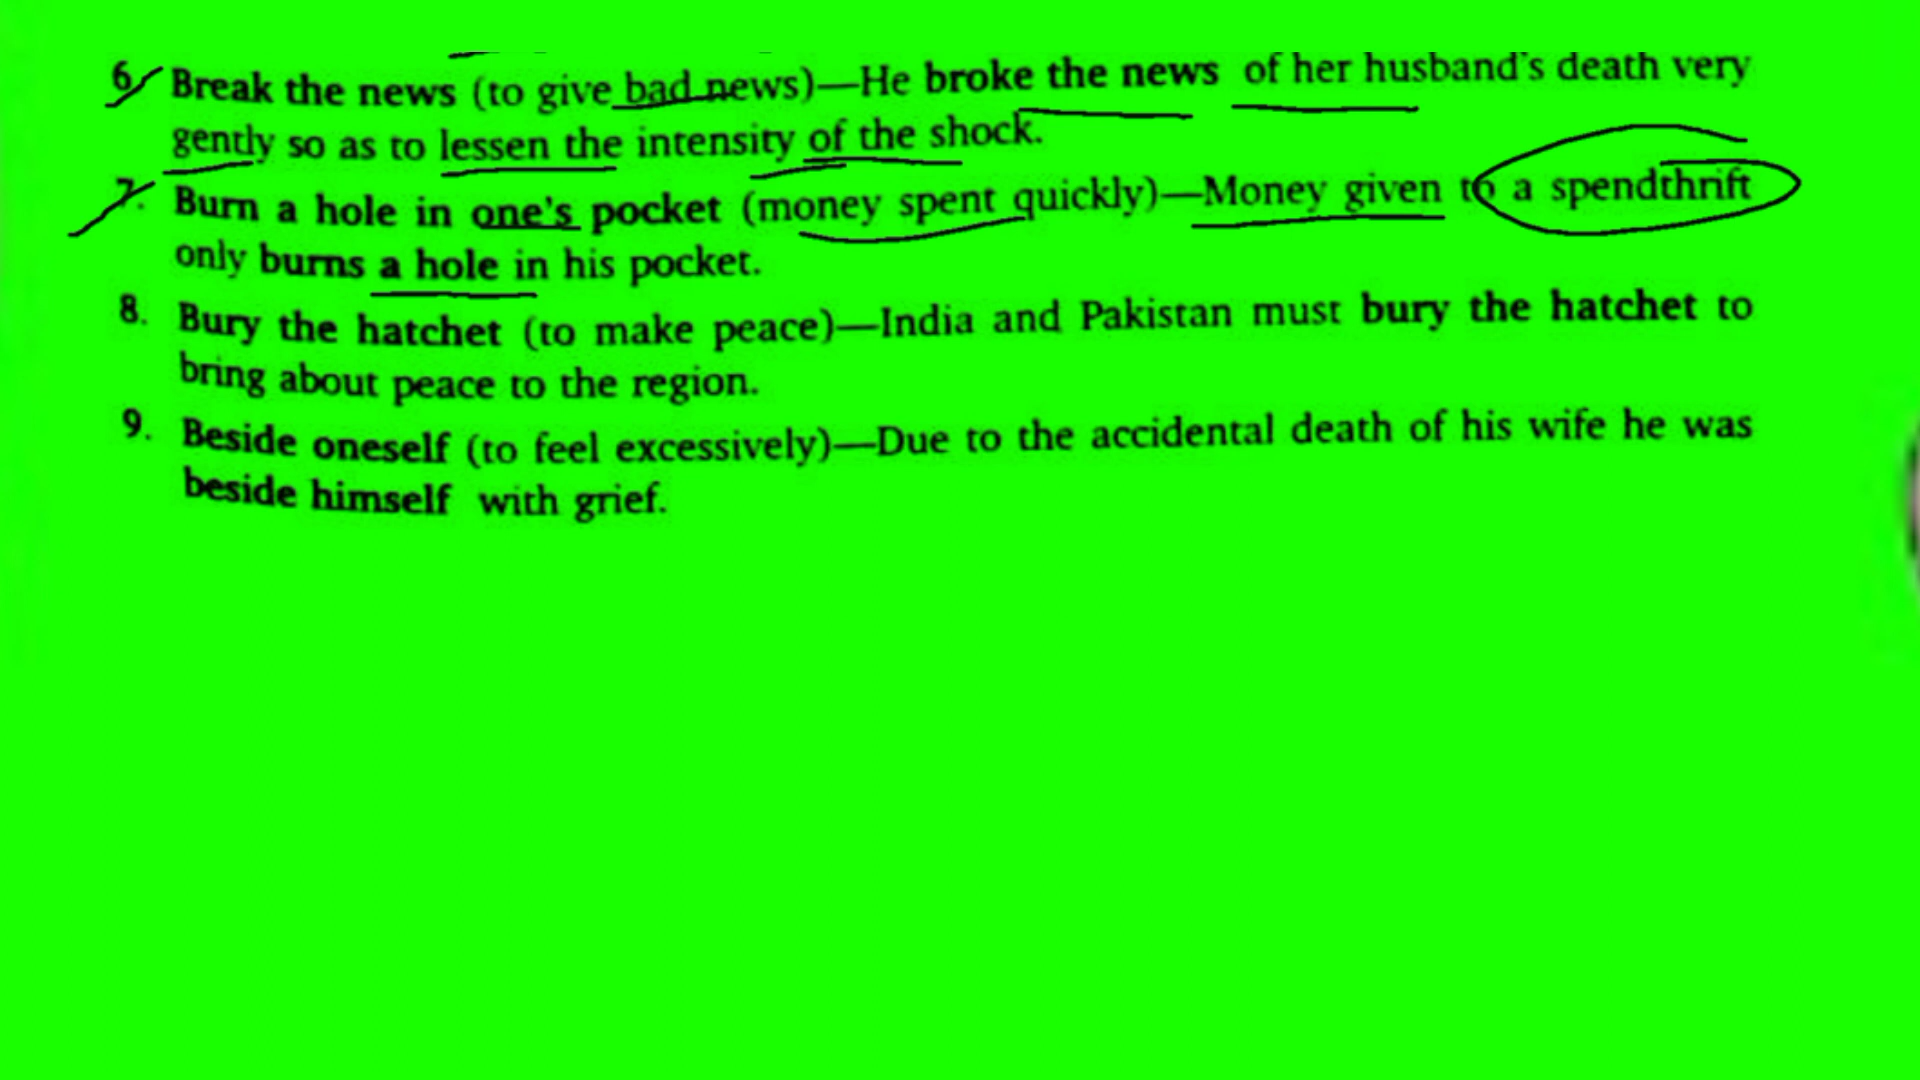 6. Break the news (to give bad news)—He broke the news of her husband's death very
gently so as to lessen the intensity of the shock.
7. Burn a hole in one's pocket (money spent quickly)—Money given to a spendthrift
only burns a hole in his pocket.
8. Bury the hatchet (to make peace)—India and Pakistan must bury the hatchet to
bring about peace to the region.
9. Beside oneself (to feel excessively)—Due to the accidental death of his wife he was
beside himself with grief.